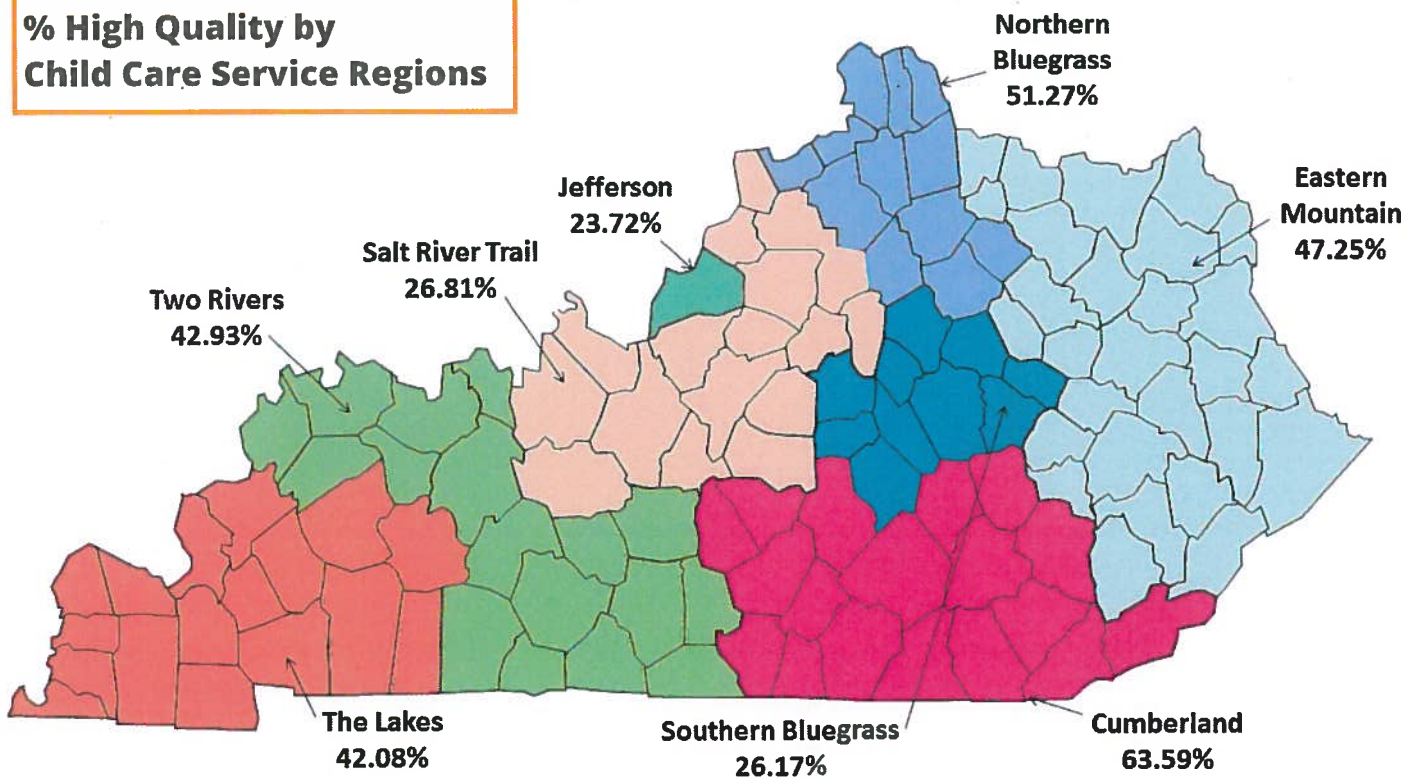 % High Quality by
Child Care Service Regions
Northern
Bluegrass
51.27%
Jefferson
23.72%
Eastern
Mountain
47.25%
Salt River Trail
26.81%
Two Rivers
42.93%
The Lakes
42.08%
Southern Bluegrass
26.17%
Cumberland
63.59%